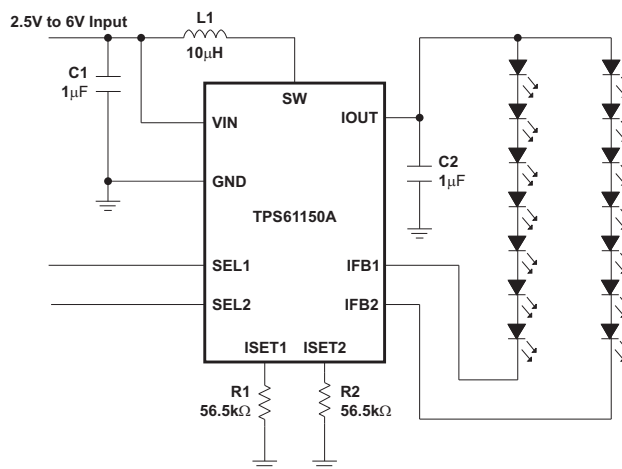 2.5V to 6V Input
L1
10μH
C1
1μF
SW
VIN
IOUT
C2
1μF
GND
TPS61150A
SEL1
IFB1
SEL2
IFB2
ISET1
ISET2
R1
56.5kΩ
R2
56.5kΩ